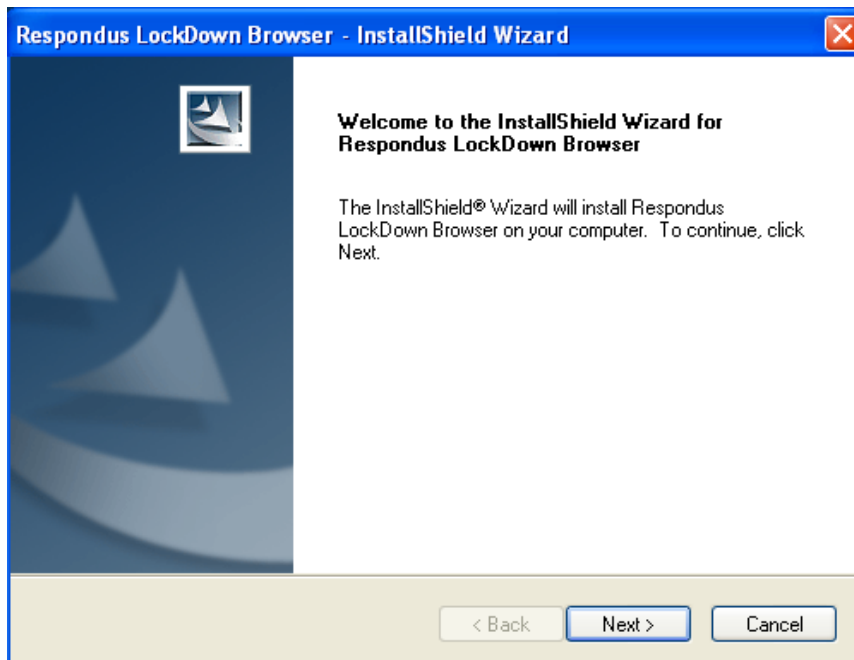 Respondus LockDown Browser - InstallShield Wizard
Welcome to the InstallShield Wizard for
Respondus LockDown Browser
The InstallShield® Wizard will install Respondus
LockDown Browser on your computer.  To continue, click
Next.
< Back
Next >
Cancel